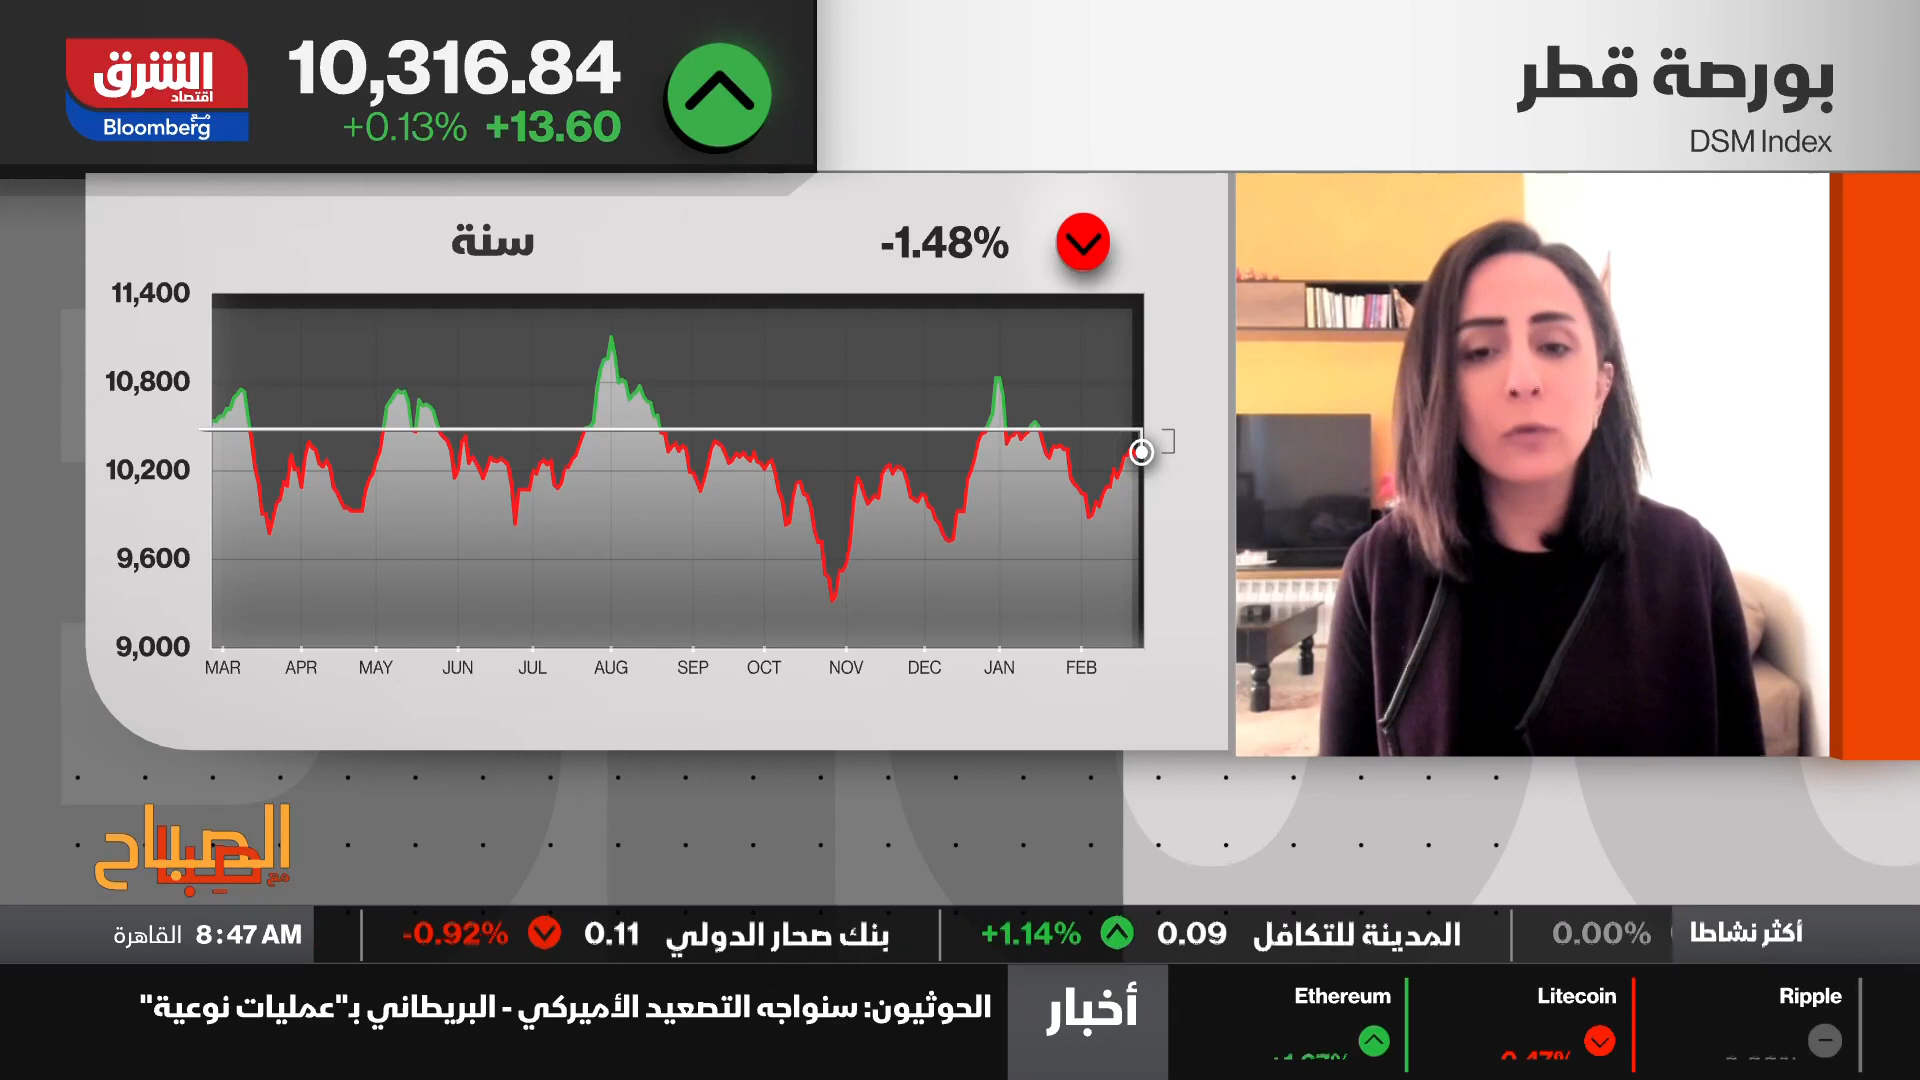 الشرق
اقتصاد
مع
Bloomberg
10,316.84
+0.13% +13.60
بورصة قطر
DSM Index
سنة
-1.48%
11,400
10,800
10,200
9,600
9,000
MAR APR MAY JUN JUL AUG SEP OCT NOV DEC JAN FEB
الصباح
مع صبا
أكثر نشاطا
0.00%
المدينة للتكافل 0.09 +1.14%
بنك صحار الدولي 0.11 -0.92%
8:47 AM القاهرة
Ripple
Litecoin
Ethereum
أخبار
الحوثيون: سنواجه التصعيد الأميركي - البريطاني بـ"عمليات نوعية"